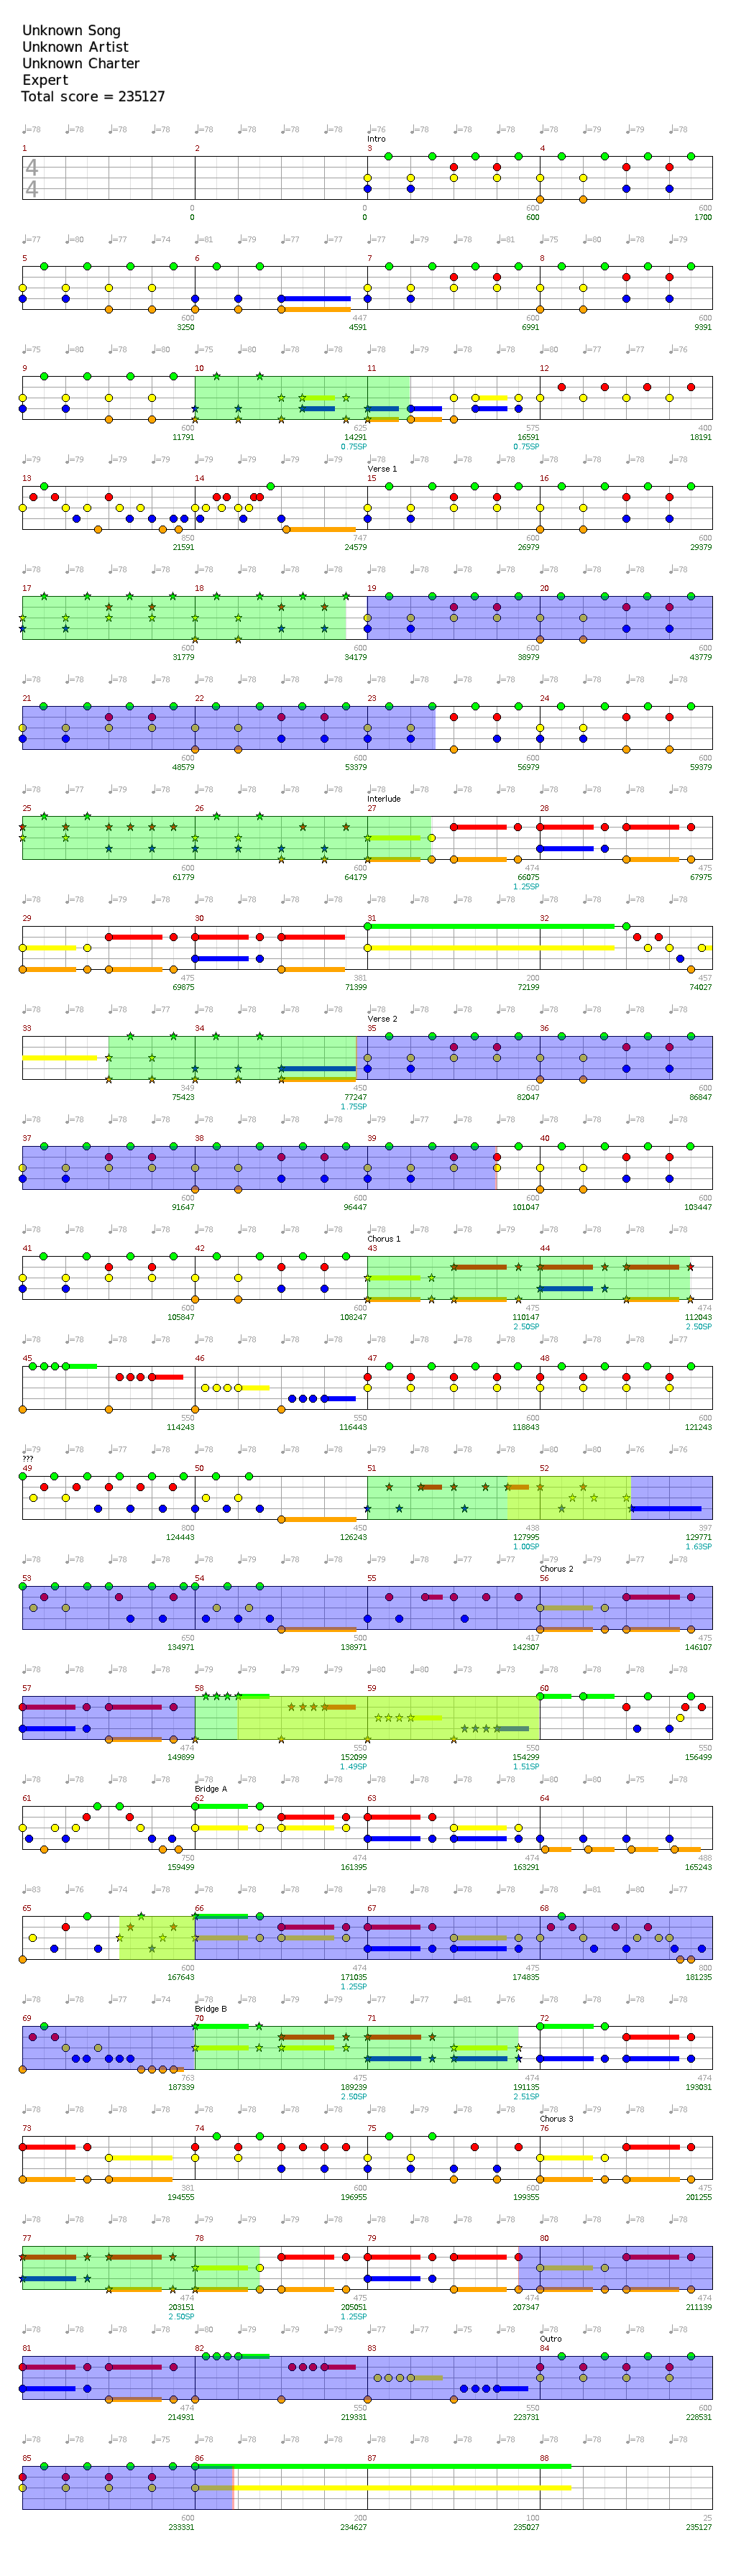 Unknown Song
Unknown Artist
Unknown Charter
Expert
Total score = 235127
Intro
1 2 3 4
4
4
0 0 600 600
0 0 600 1700
5 6 7 8
600 447 600 600
3250 4591 6991 9391
9 10 11 12
600 625 575 400
11791 14291 16591 18191
0.75SP 0.75SP
Verse 1
13 14 15 16
850 747 600 600
21591 24579 26979 29379
17 18 19 20
600 600 600 600
31779 34179 38979 43779
21 22 23 24
600 600 600 600
48579 53379 56979 59379
Interlude
25 26 27 28
600 600 474 475
61779 64179 66075 67975
1.25SP
29 30 31 32
475 381 200 457
69875 71399 72199 74027
Verse 2
33 34 35 36
349 450 600 600
75423 77247 82047 86847
1.75SP
37 38 39 40
600 600 600 600
91647 96447 101047 103447
Chorus 1
41 42 43 44
600 600 475 474
105847 108247 110147 112043
2.50SP 2.50SP
45 46 47 48
550 550 600 600
114243 116443 118843 121243
???
49 50 51 52
800 450 438 397
124443 126243 127995 129771
1.00SP 1.63SP
Chorus 2
53 54 55 56
650 500 417 475
134971 138971 142307 146107
57 58 59 60
474 550 550 550
149899 152099 154299 156499
1.49SP 1.51SP
Bridge A
61 62 63 64
750 474 474 488
159499 161395 163291 165243
65 66 67 68
600 474 475 800
167643 171035 174835 181235
1.25SP
Bridge B
69 70 71 72
763 475 474 474
187339 189239 191135 193031
2.50SP 2.51SP
Chorus 3
73 74 75 76
381 600 600 475
194555 196955 199355 201255
77 78 79 80
474 475 474 474
203151 205051 207347 211139
2.50SP 1.25SP
Outro
81 82 83 84
474 550 550 600
214931 219331 223731 228531
85 86 87 88
600 200 100 25
233331 234627 235027 235127